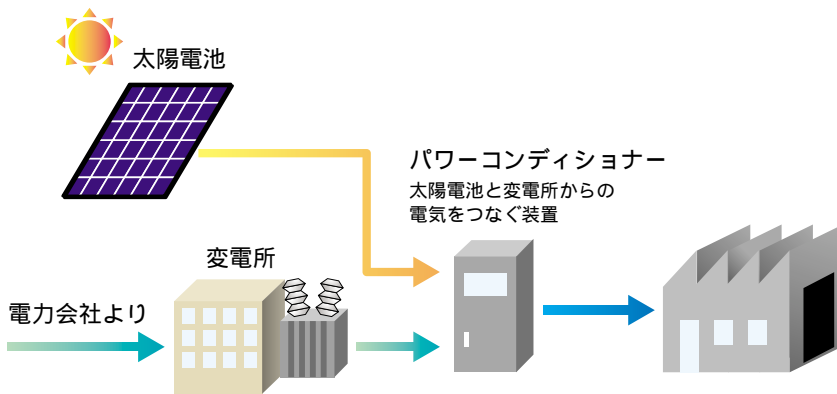 太陽電池
パワーコンディショナー
太陽電池と変電所からの
電気をつなぐ装置
変電所
電力会社より